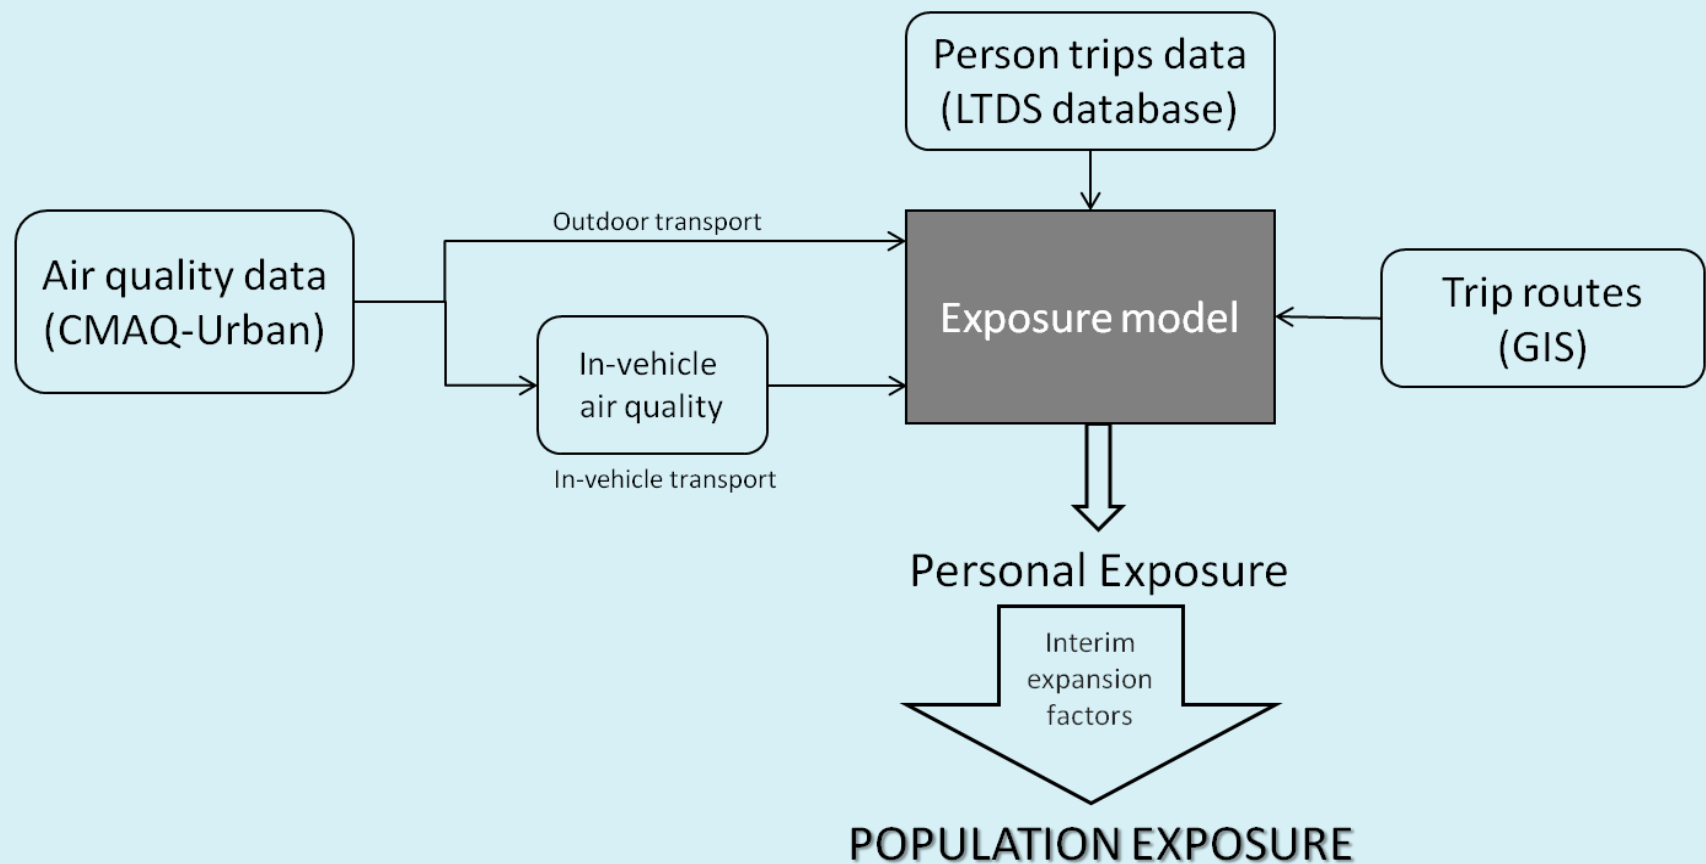 Person trips data
(LTDS database)
Outdoor transport
Air quality data
(CMAQ-Urban)
In-vehicle
air quality
In-vehicle transport
Exposure model
Trip routes
(GIS)
Personal Exposure
Interim
expansion
factors
POPULATION EXPOSURE